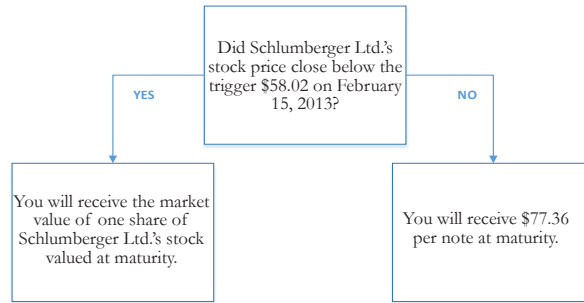 Did Schlumberger Ltd.'s
stock price close below the
trigger $58.02 on February
15, 2013?
YES
NO
You will receive the market
value of one share of
Schlumberger Ltd.'s stock
valued at maturity.
You will receive $77.36
per note at maturity.